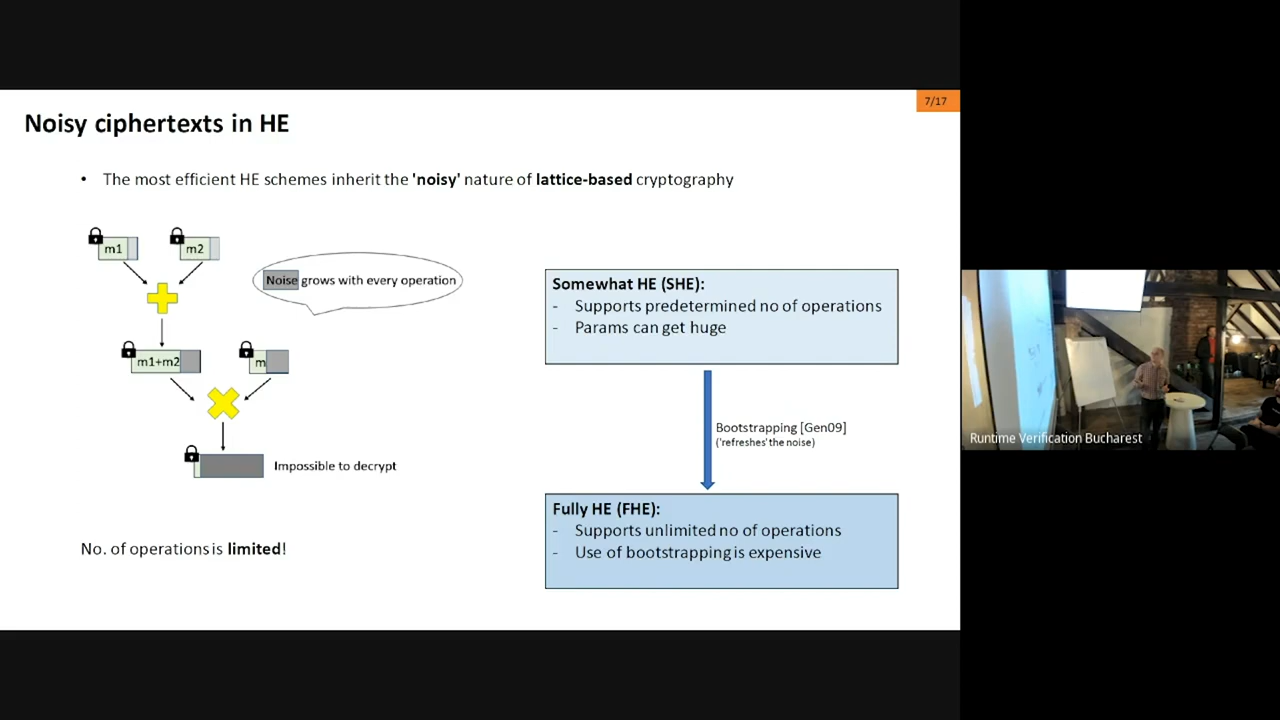 7/17
Noisy ciphertexts in HE
• The most efficient HE schemes inherit the 'noisy' nature of lattice-based cryptography
m1
m2
Noise grows with every operation
m1+m2
m
Impossible to decrypt
No. of operations is limited!
Somewhat HE (SHE):
- Supports predetermined no of operations
- Params can get huge
Bootstrapping [Gen09]
('refreshes' the noise)
Fully HE (FHE):
- Supports unlimited no of operations
- Use of bootstrapping is expensive
Runtime Verification Bucharest